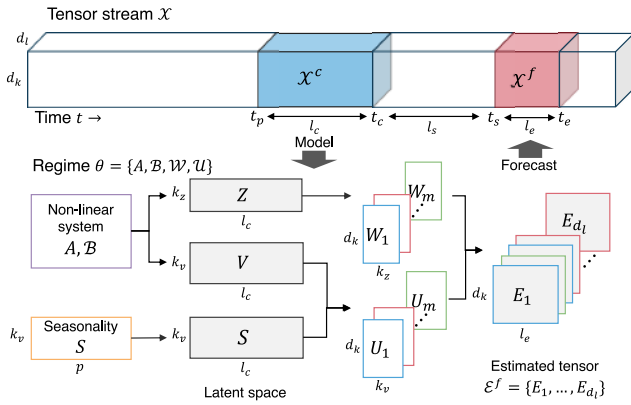 Tensor stream 𝒳
d_l
d_k
𝒳^c
𝒳^f
Time t →
t_p
l_c
t_c
l_s
t_s
l_e
t_e
Model
Forecast
Regime θ = {A, ℬ, 𝒲, 𝒰}
Non-linear
system
A, ℬ
k_z
Z
l_c
k_v
V
l_c
k_v
Seasonality
S
p
k_v
S
l_c
Latent space
W_m
d_k
W_1
k_z
U_m
d_k
U_1
k_v
E_{d_l}
d_k
E_1
l_e
Estimated tensor
ℰ^f = {E_1, … , E_{d_l}}